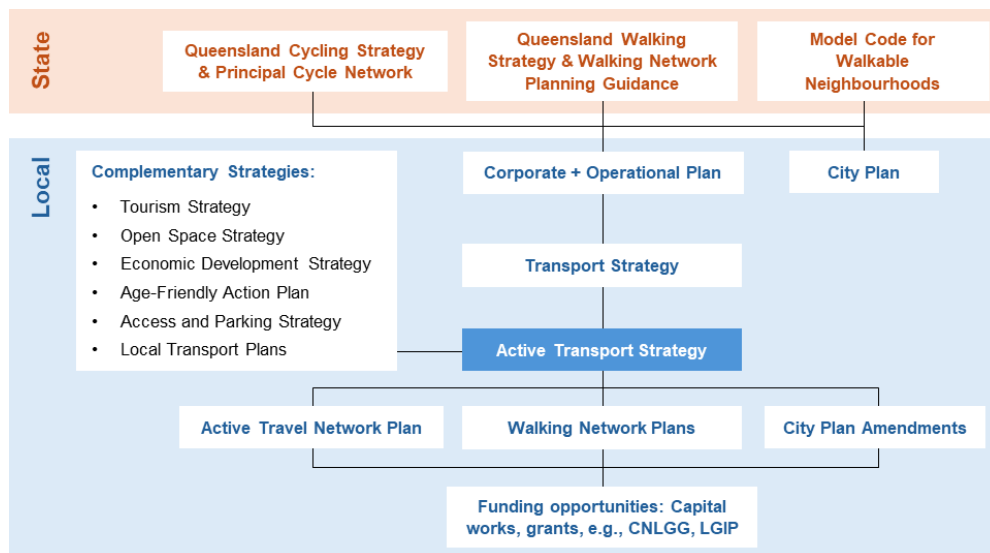 State
Queensland Cycling Strategy
& Principal Cycle Network
Queensland Walking
Strategy & Walking Network
Planning Guidance
Model Code for
Walkable
Neighbourhoods
Local
Complementary Strategies:
• Tourism Strategy
• Open Space Strategy
• Economic Development Strategy
• Age-Friendly Action Plan
• Access and Parking Strategy
• Local Transport Plans
Corporate + Operational Plan
City Plan
Transport Strategy
Active Transport Strategy
Active Travel Network Plan
Walking Network Plans
City Plan Amendments
Funding opportunities: Capital
works, grants, e.g., CNLGG, LGIP